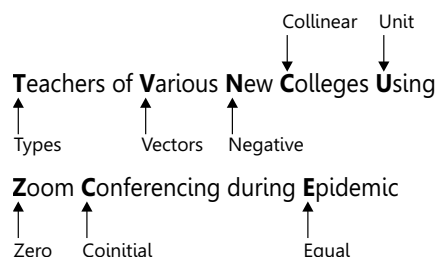 Collinear Unit
Teachers of Various New Colleges Using
Types Vectors Negative
Zoom Conferencing during Epidemic
Zero Coinitial Equal